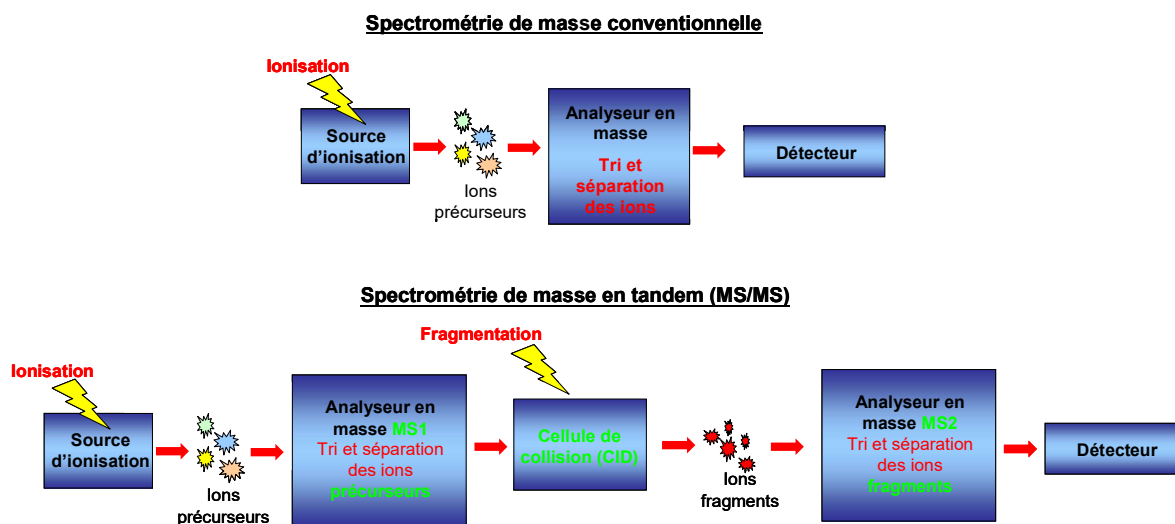 Spectrométrie de masse conventionnelle
Ionisation
Source
d'ionisation
Ions
précurseurs
Analyseur en
masse
Tri et
séparation
des ions
Détecteur
Spectrométrie de masse en tandem (MS/MS)
Ionisation
Source
d'ionisation
Ions
précurseurs
Analyseur en
masse MS1
Tri et séparation
des ions
précurseurs
Fragmentation
Cellule de
collision (CID)
Ions
fragments
Analyseur en
masse MS2
Tri et séparation
des ions
fragments
Détecteur